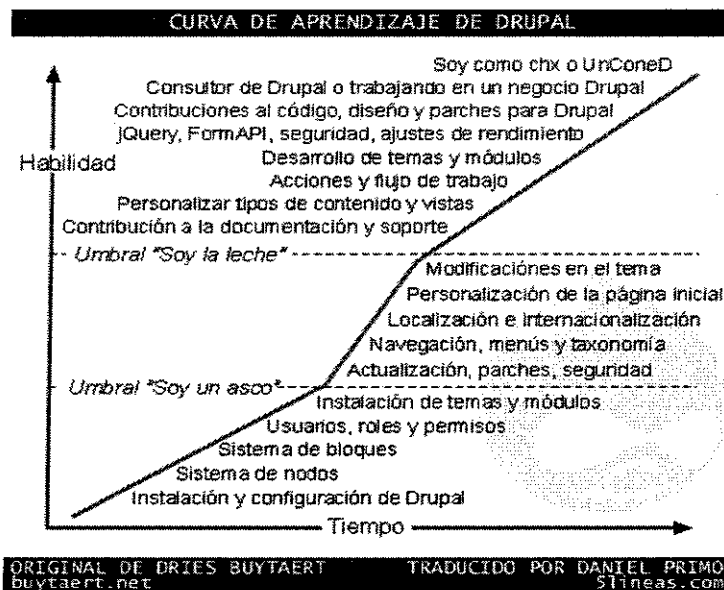 CURVA DE APRENDIZAJE DE DRUPAL
Soy como chx o UnConeD
Consultor de Drupal o trabajando en un negocio Drupal
Contribuciones al código, diseño y parches para Drupal
jQuery, FormAPI, seguridad, ajustes de rendimiento
Habilidad
Desarrollo de temas y módulos
Acciones y flujo de trabajo
Personalizar tipos de contenido y vistas
Contribución a la documentación y soporte
Umbral "Soy la leche"
Modificaciónes en el tema
Personalización de la página inicial
Localización e internacionalización
Navegación, menús y taxonomía
Actualización, parches, seguridad
Umbral "Soy un asco"
Instalación de temas y módulos
Usuarios, roles y permisos
Sistema de bloques
Sistema de nodos
Instalación y configuración de Drupal
Tiempo
ORIGINAL DE DRIES BUYTAERT TRADUCIDO POR DANIEL PRIMO
buytaert.net 5lineas.com